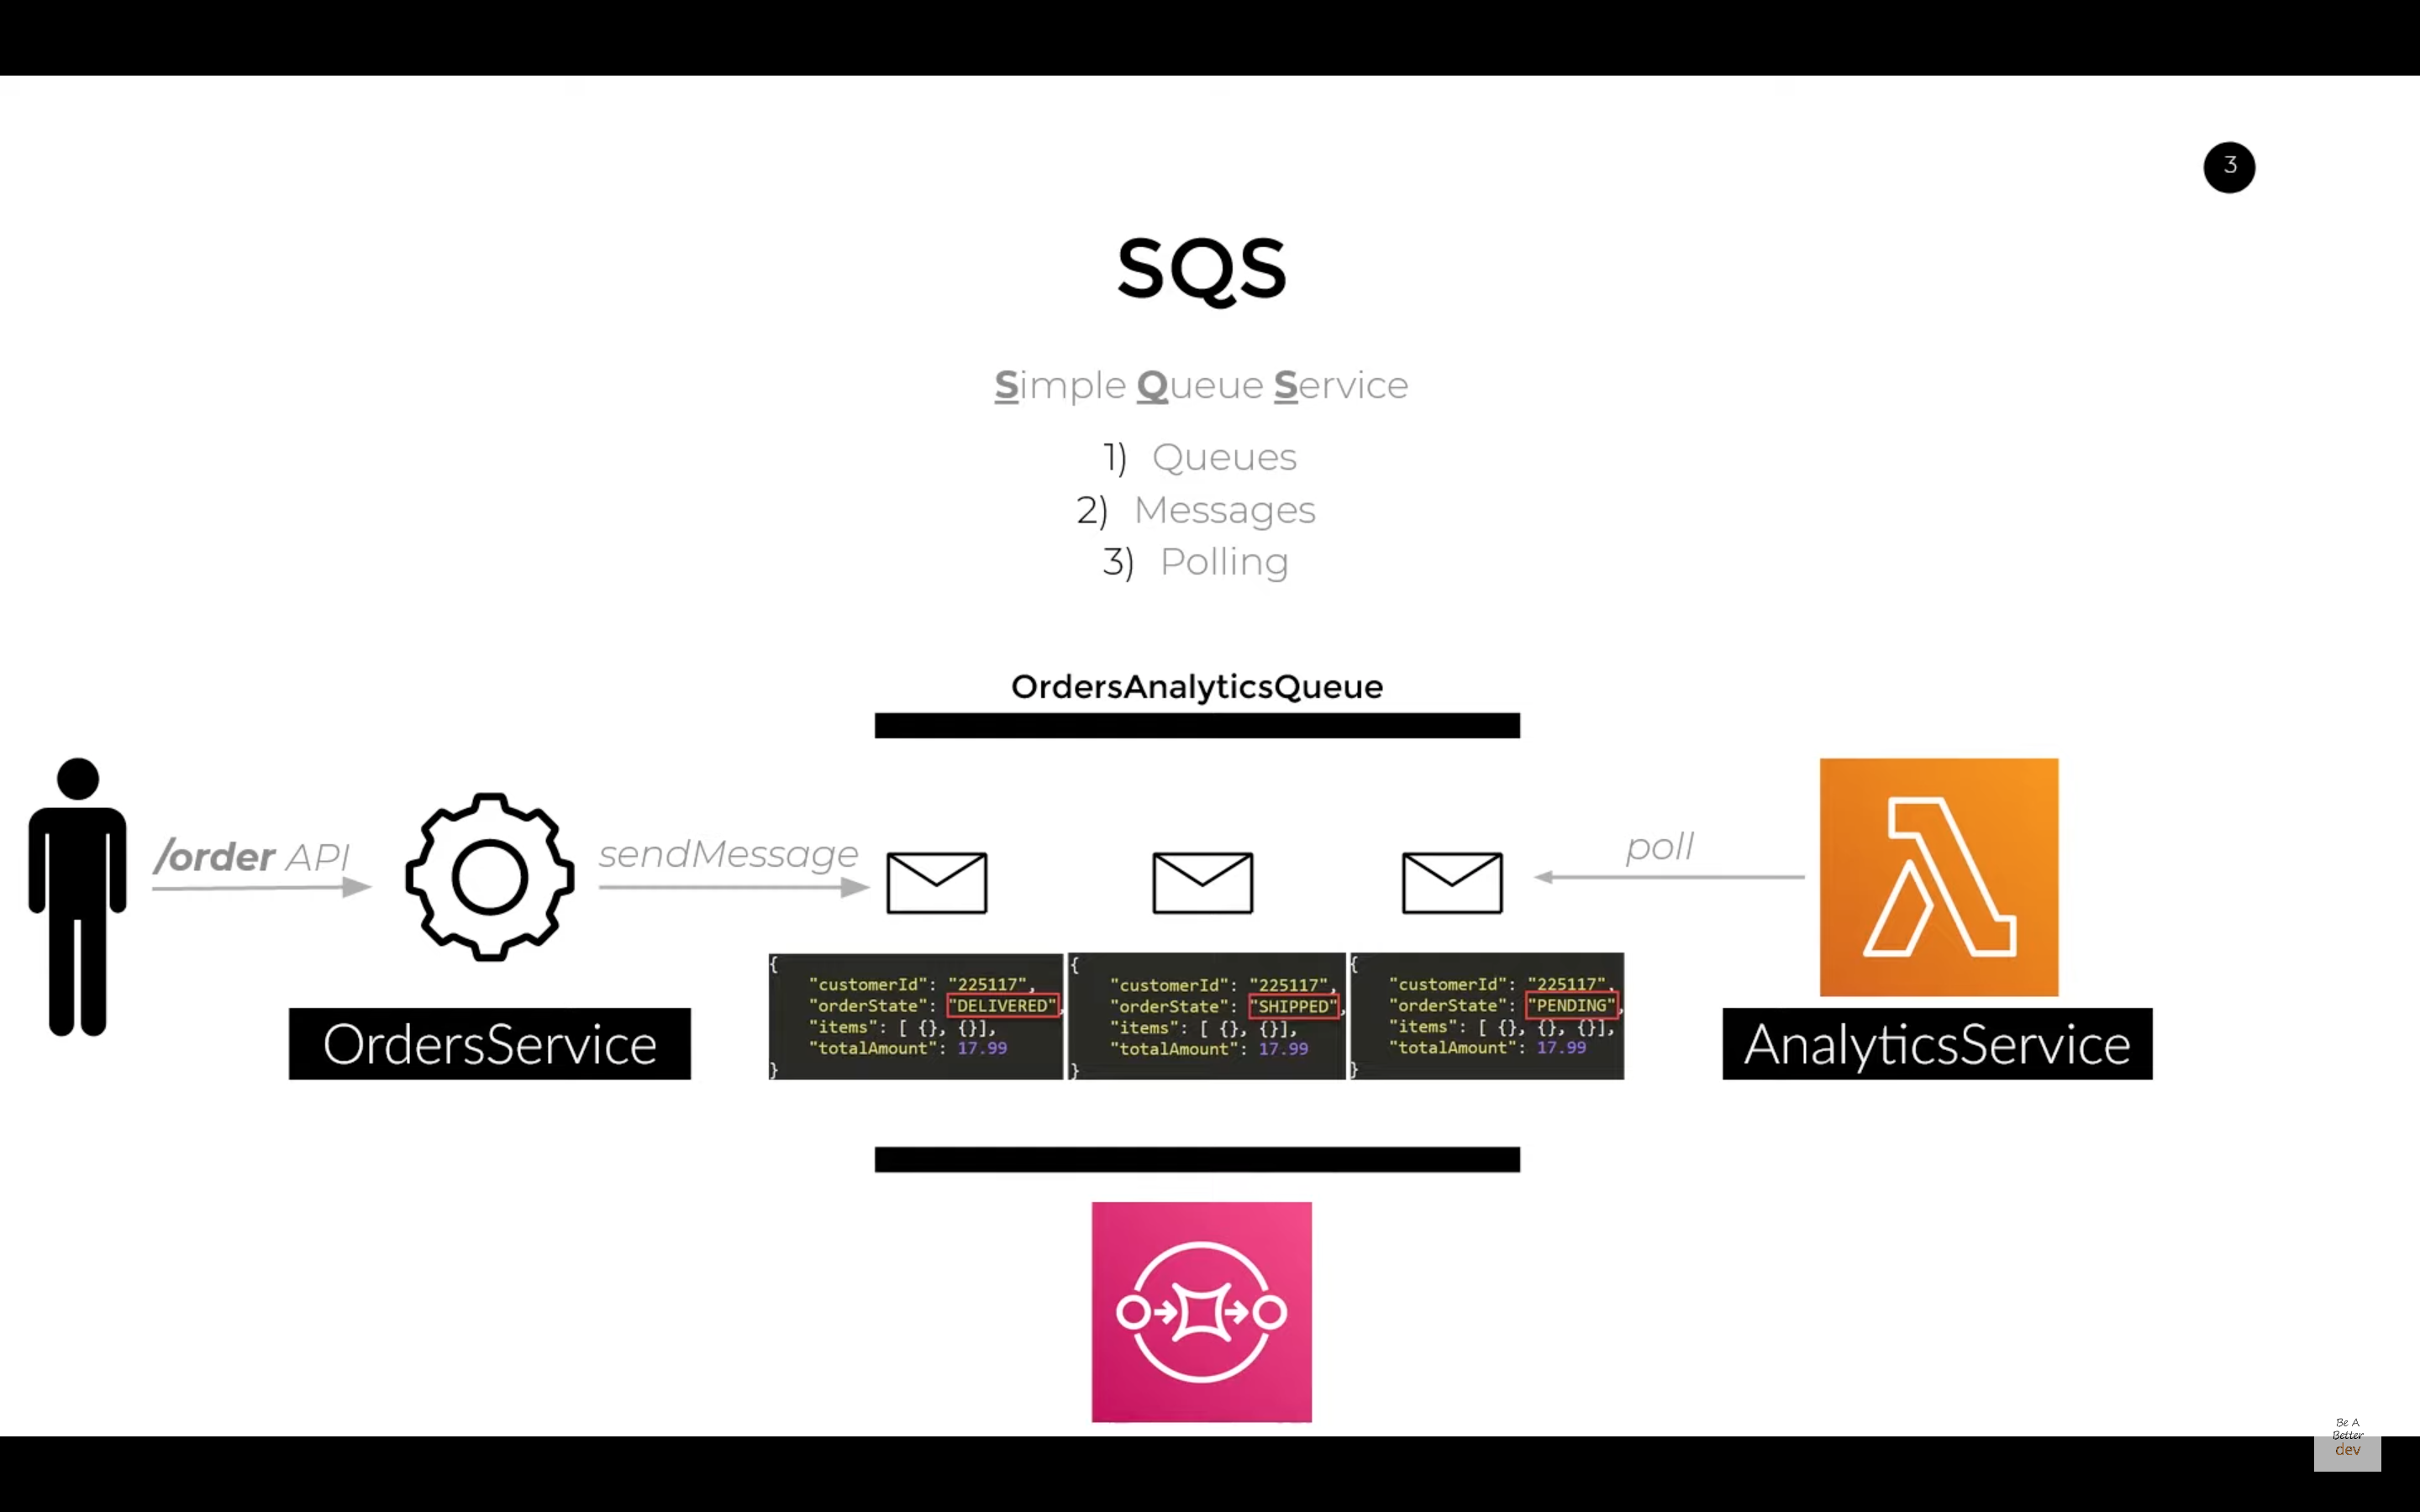 3
SQS
Simple Queue Service
1) Queues
2) Messages
3) Polling
OrdersAnalyticsQueue
/order API
sendMessage
poll
{
"customerId": "225117",
"orderState": "DELIVERED",
"items": [ {}, {}],
"totalAmount": 17.99
}
{
"customerId": "225117",
"orderState": "SHIPPED",
"items": [ {}, {}],
"totalAmount": 17.99
}
{
"customerId": "225117",
"orderState": "PENDING",
"items": [ {}, {}, {}],
"totalAmount": 17.99
}
OrdersService
AnalyticsService
Be A
Better
dev